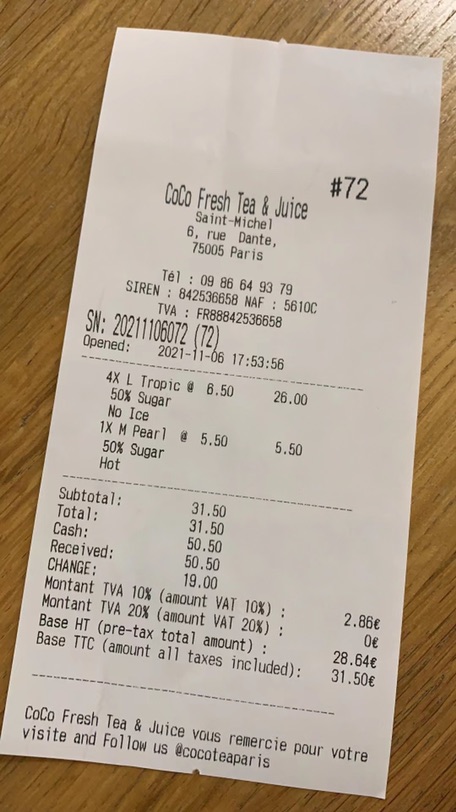 #72
CoCo Fresh Tea & Juice
Saint-Michel
6, rue Dante,
75005 Paris
Tél : 09 86 64 93 79
SIREN : 842536658 NAF : 5610C
TVA : FR88842536658
SN: 20211106072 (72)
Opened: 2021-11-06 17:53:56
4X L Tropic @ 6.50 26.00
50% Sugar
No Ice
1X M Pearl @ 5.50 5.50
50% Sugar
Hot
Subtotal: 31.50
Total: 31.50
Cash: 50.50
Received: 50.50
CHANGE: 19.00
Montant TVA 10% (amount VAT 10%) : 2.86€
Montant TVA 20% (amount VAT 20%) : 0€
Base HT (pre-tax total amount) : 28.64€
Base TTC (amount all taxes included): 31.50€
CoCo Fresh Tea & Juice vous remercie pour votre
visite and Follow us @cocoteaparis